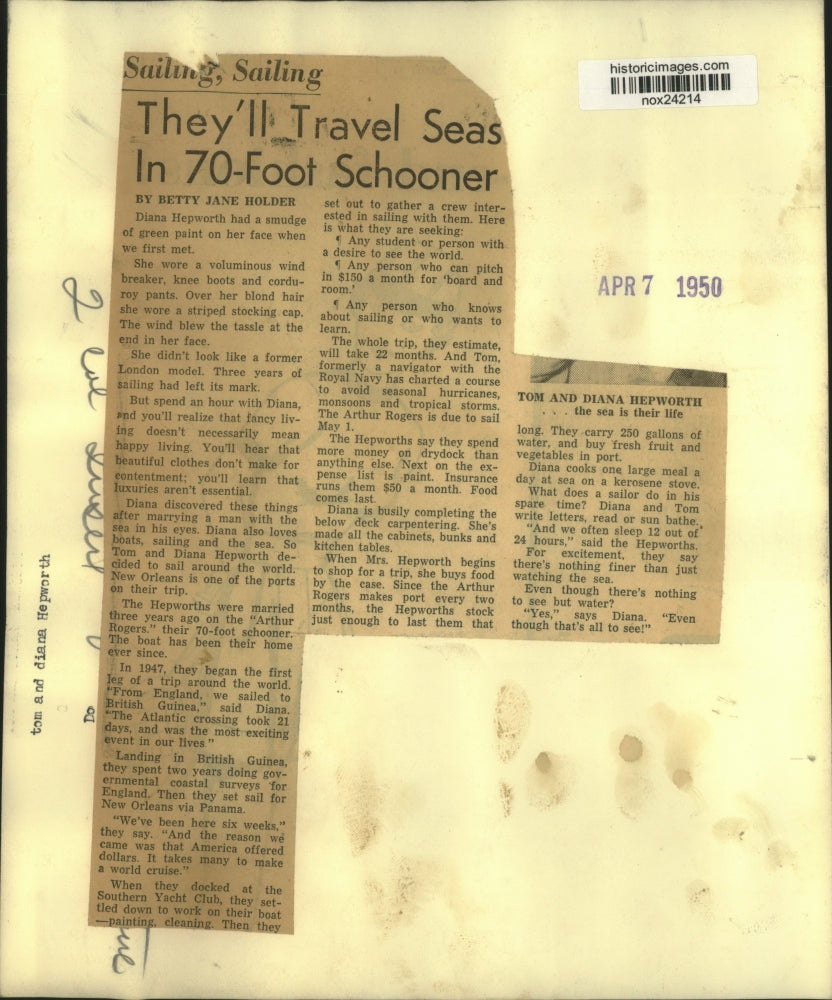 historicimages.com
nox24214
APR 7 1950
Sailing, Sailing
They'll Travel Seas
In 70-Foot Schooner
BY BETTY JANE HOLDER
Diana Hepworth had a smudge
of green paint on her face when
we first met.
She wore a voluminous wind
breaker, knee boots and cordu-
roy pants. Over her blond hair
she wore a striped stocking cap.
The wind blew the tassle at the
end in her face.
She didn't look like a former
London model. Three years of
sailing had left its mark.
But spend an hour with Diana,
and you'll realize that fancy liv-
ing doesn't necessarily mean
happy living. You'll hear that
beautiful clothes don't make for
contentment; you'll learn that
luxuries aren't essential.
Diana discovered these things
after marrying a man with the
sea in his eyes. Diana also loves
boats, sailing and the sea. So
Tom and Diana Hepworth de-
cided to sail around the world.
New Orleans is one of the ports
on their trip.
The Hepworths were married
three years ago on the "Arthur
Rogers." their 70-foot schooner.
The boat has been their home
ever since.
In 1947, they began the first
leg of a trip around the world.
"From England, we sailed to
British Guinea," said Diana.
"The Atlantic crossing took 21
days, and was the most exciting
event in our lives"
Landing in British Guinea,
they spent two years doing gov-
ernmental coastal surveys for
England. Then they set sail for
New Orleans via Panama.
"We've been here six weeks,"
they say. "And the reason we
came was that America offered
dollars. It takes many to make
a world cruise."
When they docked at the
Southern Yacht Club, they set-
tled down to work on their boat
—painting, cleaning. Then they
set out to gather a crew inter-
ested in sailing with them. Here
is what they are seeking:
¶ Any student or person with
a desire to see the world.
¶ Any person who can pitch
in $150 a month for 'board and
room.'
¶ Any person who knows
about sailing or who wants to
learn.
The whole trip, they estimate,
will take 22 months. And Tom,
formerly a navigator with the
Royal Navy has charted a course
to avoid seasonal hurricanes,
monsoons and tropical storms.
The Arthur Rogers is due to sail
May 1.
The Hepworths say they spend
more money on drydock than
anything else. Next on the ex-
pense list is paint. Insurance
runs them $50 a month. Food
comes last.
Diana is busily completing the
below deck carpentering. She's
made all the cabinets, bunks and
kitchen tables.
When Mrs. Hepworth begins
to shop for a trip, she buys food
by the case. Since the Arthur
Rogers makes port every two
months, the Hepworths stock
just enough to last them that
TOM AND DIANA HEPWORTH
. . . the sea is their life
long. They carry 250 gallons of
water, and buy fresh fruit and
vegetables in port.
Diana cooks one large meal a
day at sea on a kerosene stove.
What does a sailor do in his
spare time? Diana and Tom
write letters, read or sun bathe.
"And we often sleep 12 out of
24 hours," said the Hepworths.
For excitement, they say
there's nothing finer than just
watching the sea.
Even though there's nothing
to see but water?
"Yes," says Diana. "Even
though that's all to see!"
tom and diana Hepworth
Do
2 col